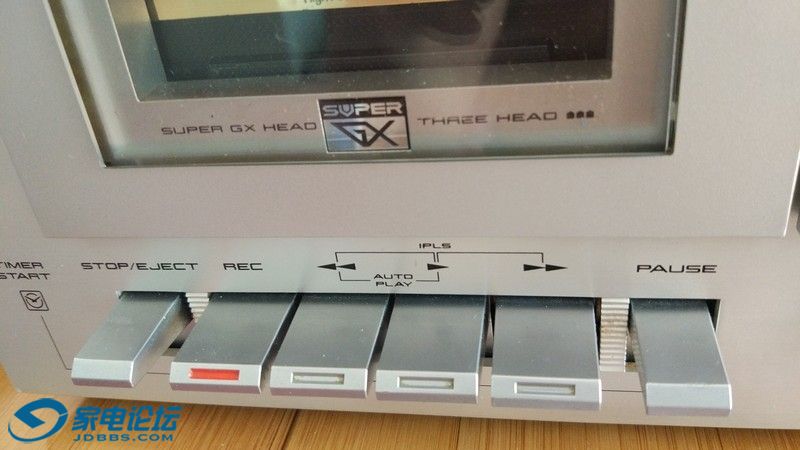 SUPER GX HEAD
SUPER
GX
THREE HEAD
IPLS
TIMER
START
STOP/EJECT
REC
AUTO
PLAY
PAUSE
家电论坛
JDBBS.COM